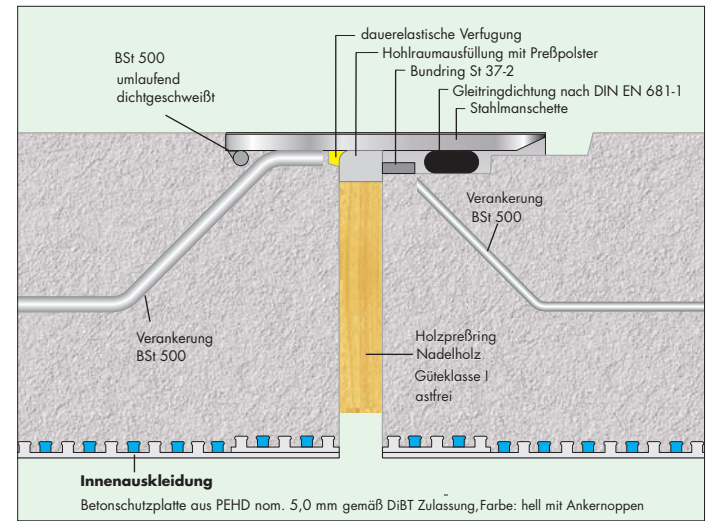 dauerelastische Verfugung
Hohlraumausfüllung mit Preßpolster
Bundring St 37-2
Gleitringdichtung nach DIN EN 681-1
Stahlmanschette
BSt 500
umlaufend
dichtgeschweißt
Verankerung
BSt 500
Verankerung
BSt 500
Holzpreßring
Nadelholz
Güteklasse I
astfrei
Innenauskleidung
Betonschutzplatte aus PEHD nom. 5,0 mm gemäß DiBT Zulassung,Farbe: hell mit Ankernoppen